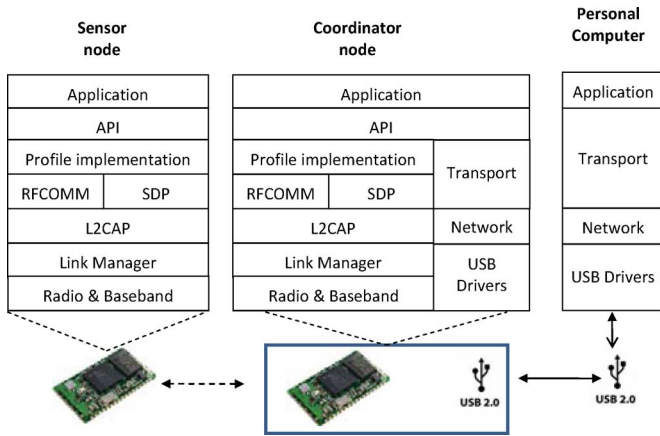 Sensor
node
Coordinator
node
Personal
Computer
Application
API
Profile implementation
RFCOMM
SDP
L2CAP
Link Manager
Radio & Baseband
Application
API
Profile implementation
RFCOMM
SDP
L2CAP
Link Manager
Radio & Baseband
Transport
Network
USB
Drivers
Application
Transport
Network
USB Drivers
USB 2.0
USB 2.0